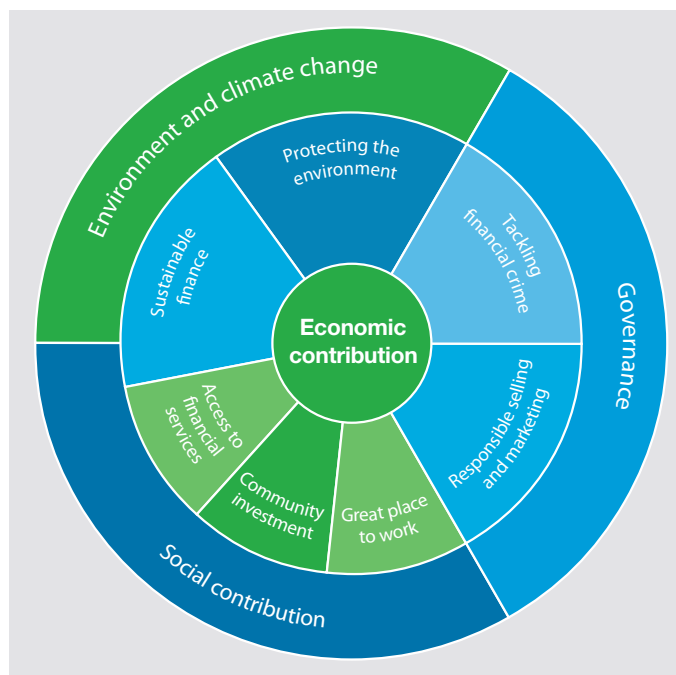 Environment and climate change
Governance
Social contribution
Protecting the
environment
Tackling
financial crime
Responsible selling
and marketing
Great place
to work
Community
investment
Access to
financial
services
Sustainable
finance
Economic
contribution